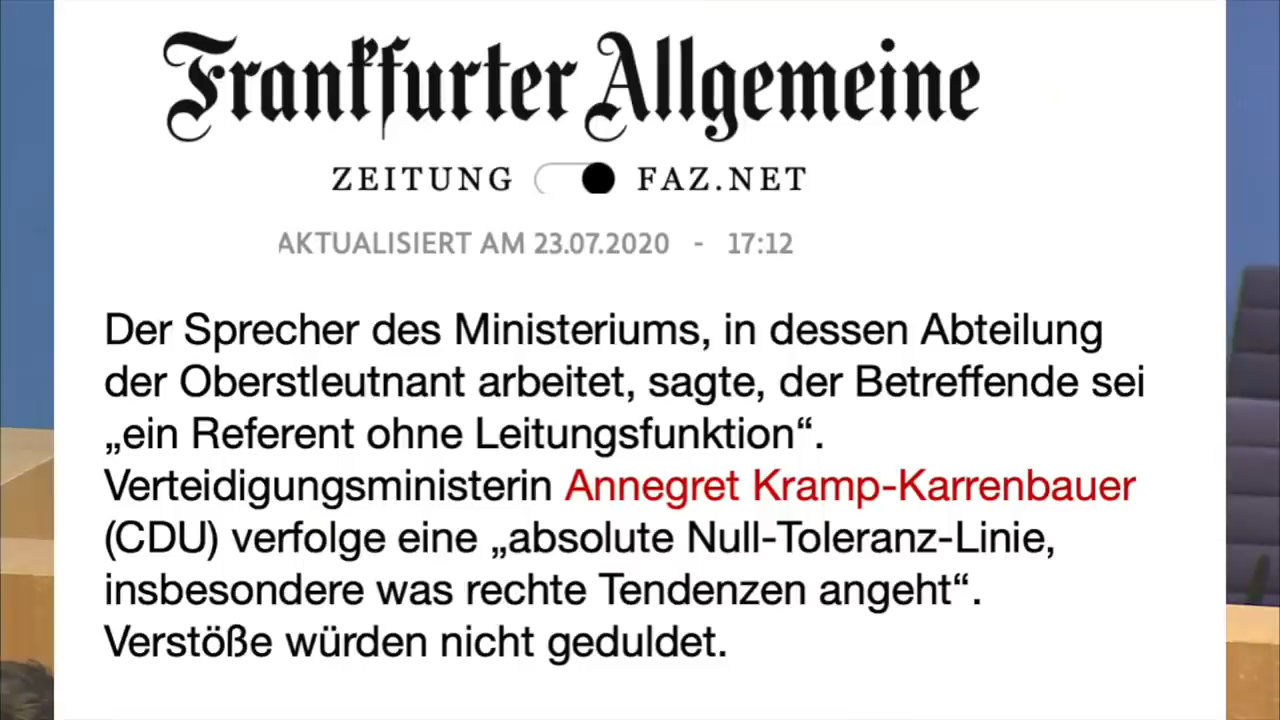 Frankfurter Allgemeine
ZEITUNG FAZ.NET
AKTUALISIERT AM 23.07.2020 - 17:12
Der Sprecher des Ministeriums, in dessen Abteilung
der Oberstleutnant arbeitet, sagte, der Betreffende sei
„ein Referent ohne Leitungsfunktion“.
Verteidigungsministerin Annegret Kramp-Karrenbauer
(CDU) verfolge eine „absolute Null-Toleranz-Linie,
insbesondere was rechte Tendenzen angeht“.
Verstöße würden nicht geduldet.